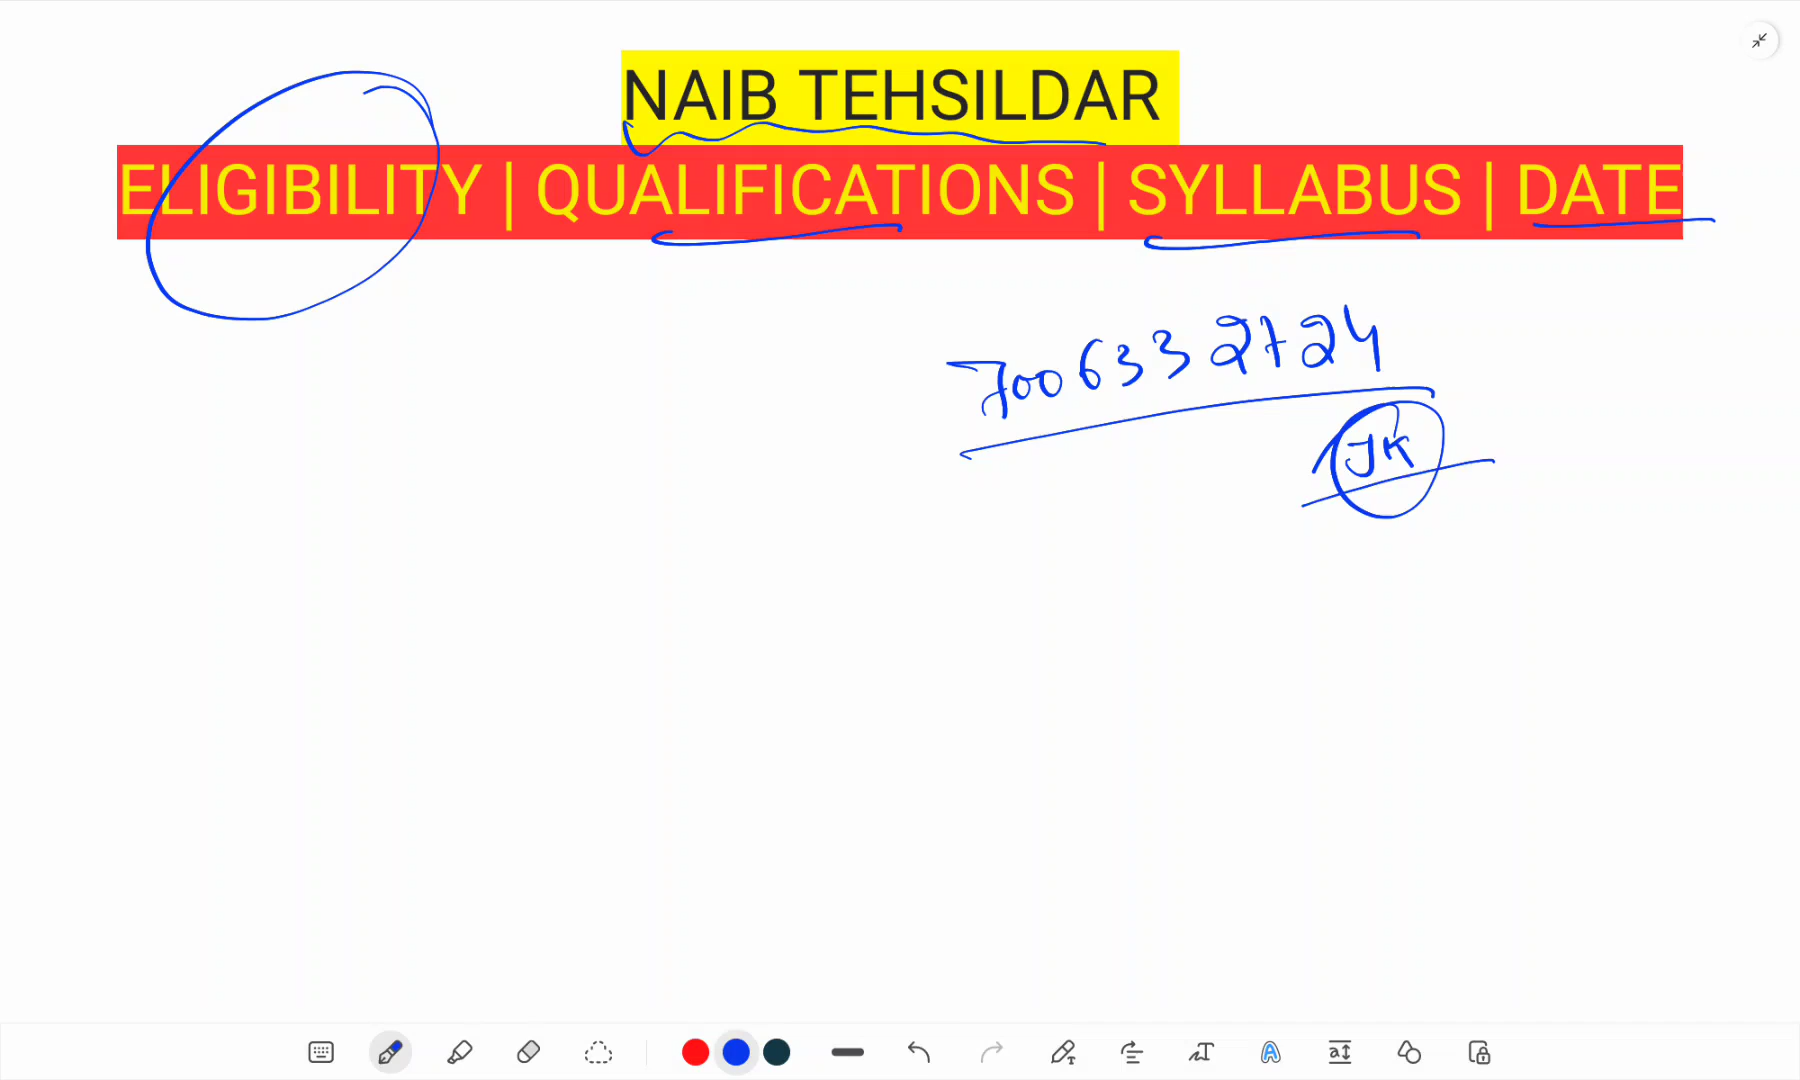 NAIB TEHSILDAR
ELIGIBILITY | QUALIFICATIONS | SYLLABUS | DATE
7006332724
JK